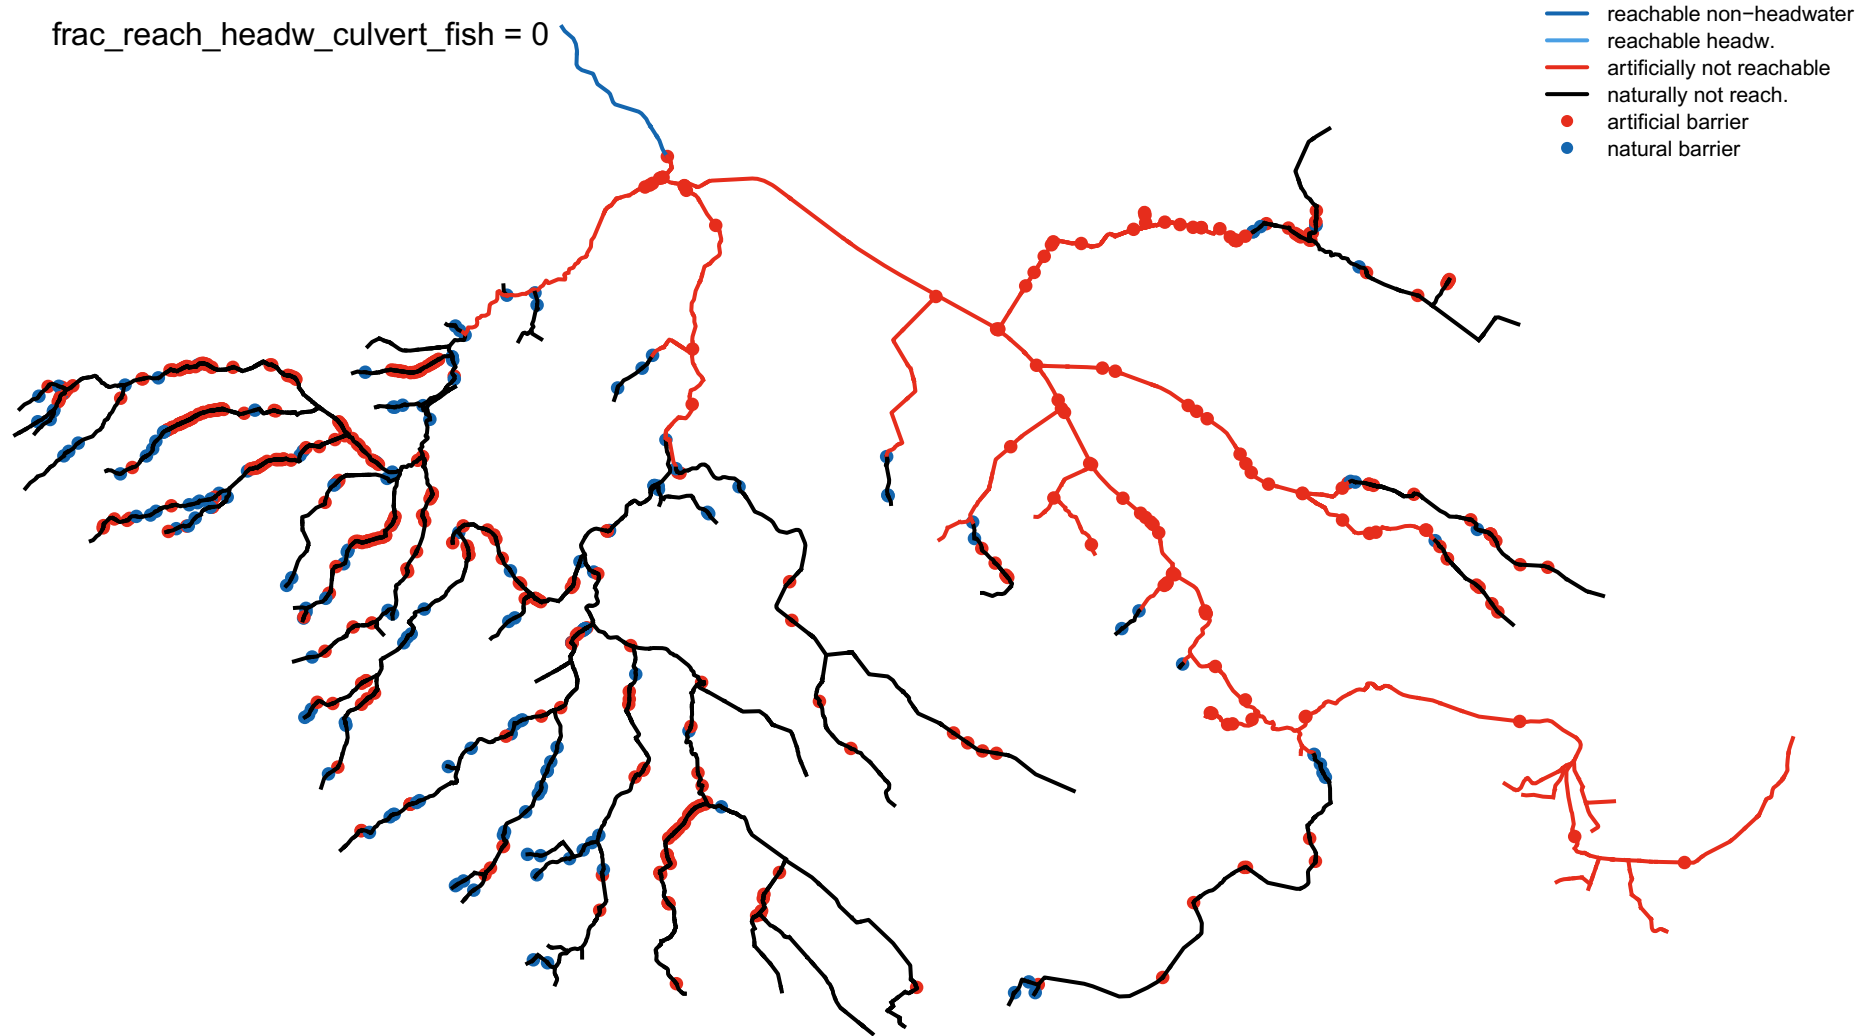 frac_reach_headw_culvert_fish = 0
reachable non−headwater
reachable headw.
artificially not reachable
naturally not reach.
artificial barrier
natural barrier